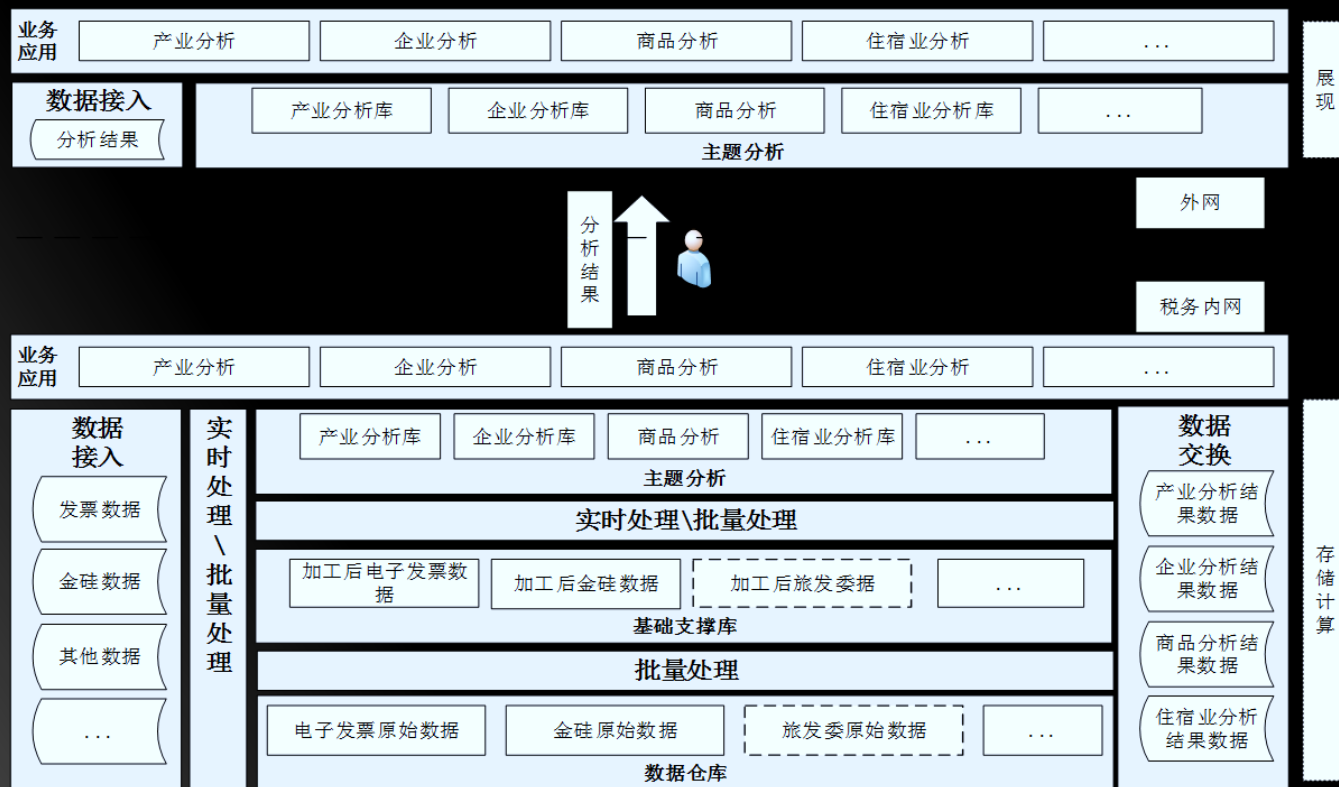 业务
应用
产业分析
企业分析
商品分析
住宿业分析
...
展
现
数据接入
分析结果
产业分析库
企业分析库
商品分析
住宿业分析库
...
主题分析
外网
分
析
结
果
税务内网
业务
应用
产业分析
企业分析
商品分析
住宿业分析
...
数据
接入
发票数据
金硅数据
其他数据
...
实
时
处
理
\
批
量
处
理
产业分析库
企业分析库
商品分析
住宿业分析库
...
主题分析
实时处理\批量处理
加工后电子发票数
据
加工后金硅数据
加工后旅发委据
...
基础支撑库
批量处理
电子发票原始数据
金硅原始数据
旅发委原始数据
...
数据仓库
数据
交换
产业分析结
果数据
企业分析结
果数据
商品分析结
果数据
住宿业分析
结果数据
存
储
计
算